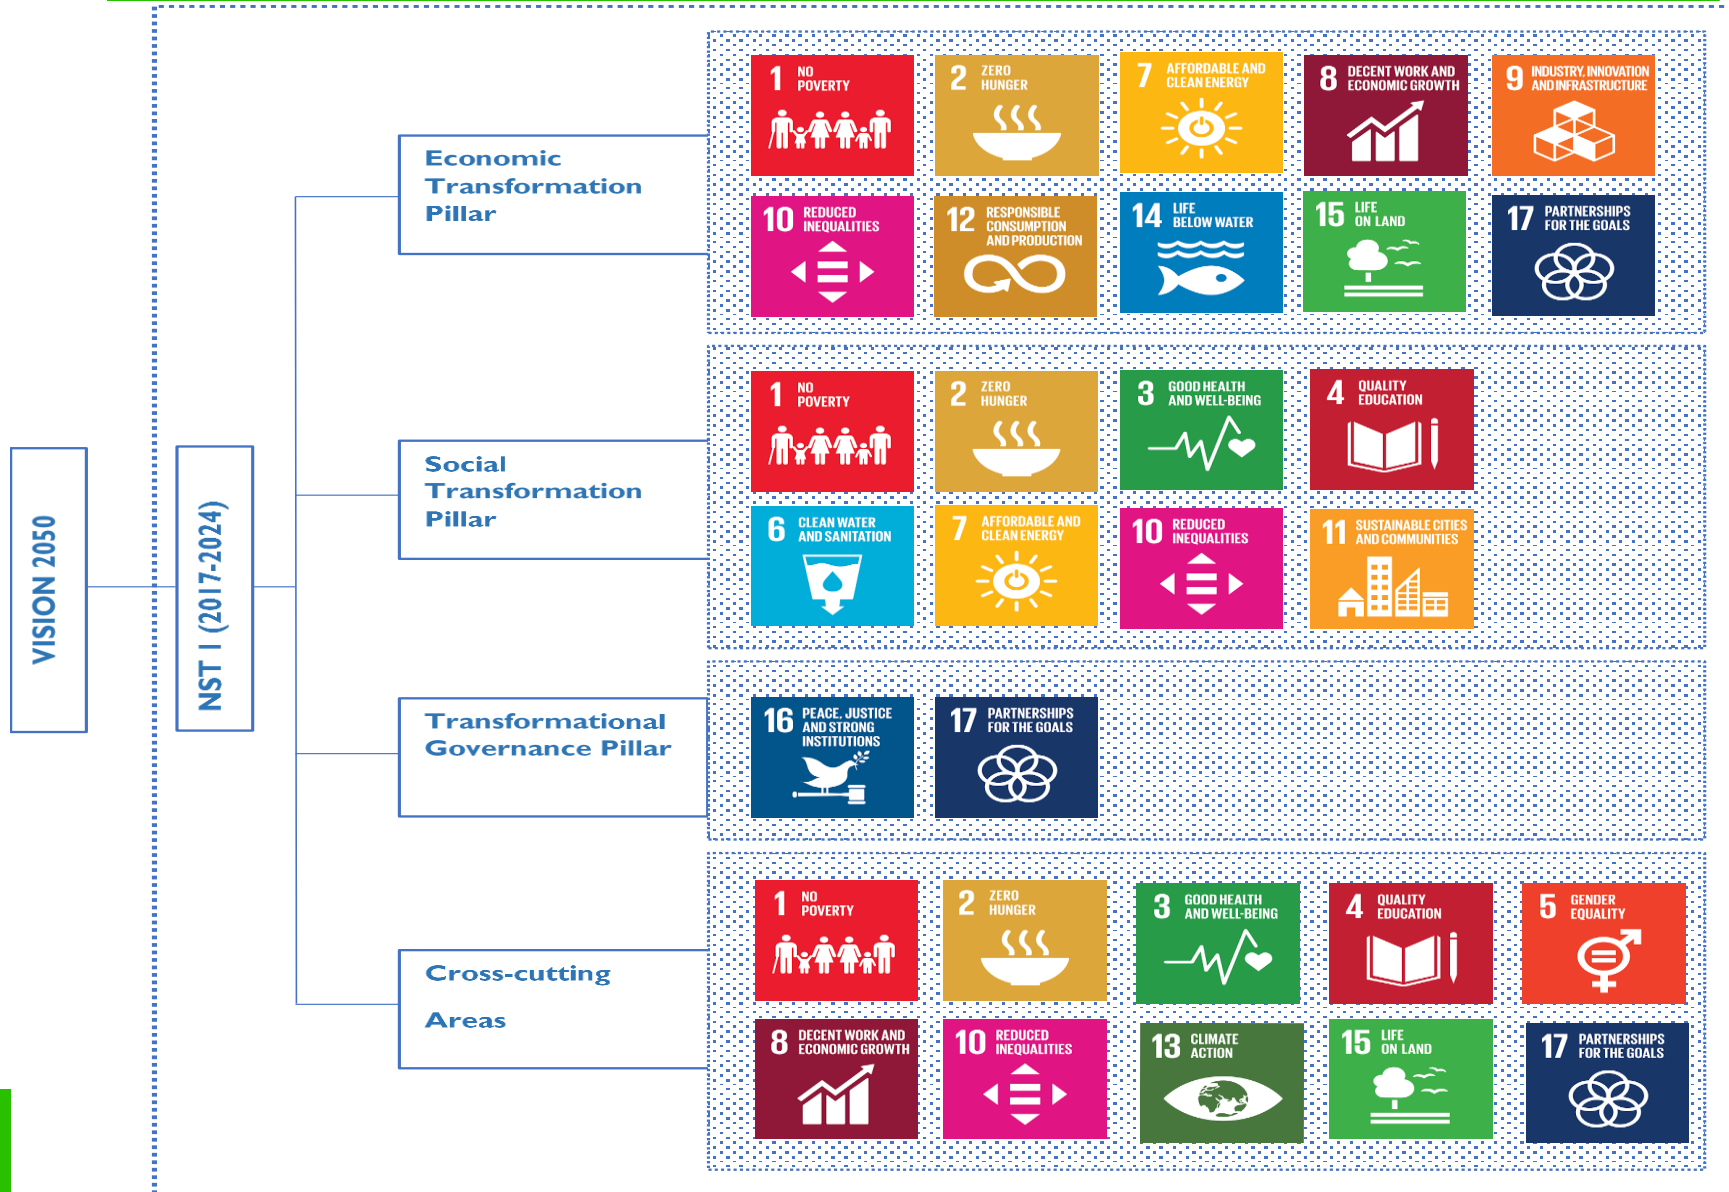 VISION 2050
NST 1 (2017-2024)
Economic
Transformation
Pillar
1 NO
POVERTY
2 ZERO
HUNGER
7 AFFORDABLE AND
CLEAN ENERGY
8 DECENT WORK AND
ECONOMIC GROWTH
9 INDUSTRY, INNOVATION
AND INFRASTRUCTURE
10 REDUCED
INEQUALITIES
12 RESPONSIBLE
CONSUMPTION
AND PRODUCTION
14 LIFE
BELOW WATER
15 LIFE
ON LAND
17 PARTNERSHIPS
FOR THE GOALS
Social
Transformation
Pillar
1 NO
POVERTY
2 ZERO
HUNGER
3 GOOD HEALTH
AND WELL-BEING
4 QUALITY
EDUCATION
6 CLEAN WATER
AND SANITATION
7 AFFORDABLE AND
CLEAN ENERGY
10 REDUCED
INEQUALITIES
11 SUSTAINABLE CITIES
AND COMMUNITIES
Transformational
Governance Pillar
16 PEACE, JUSTICE
AND STRONG
INSTITUTIONS
17 PARTNERSHIPS
FOR THE GOALS
Cross-cutting
Areas
1 NO
POVERTY
2 ZERO
HUNGER
3 GOOD HEALTH
AND WELL-BEING
4 QUALITY
EDUCATION
5 GENDER
EQUALITY
8 DECENT WORK AND
ECONOMIC GROWTH
10 REDUCED
INEQUALITIES
13 CLIMATE
ACTION
15 LIFE
ON LAND
17 PARTNERSHIPS
FOR THE GOALS